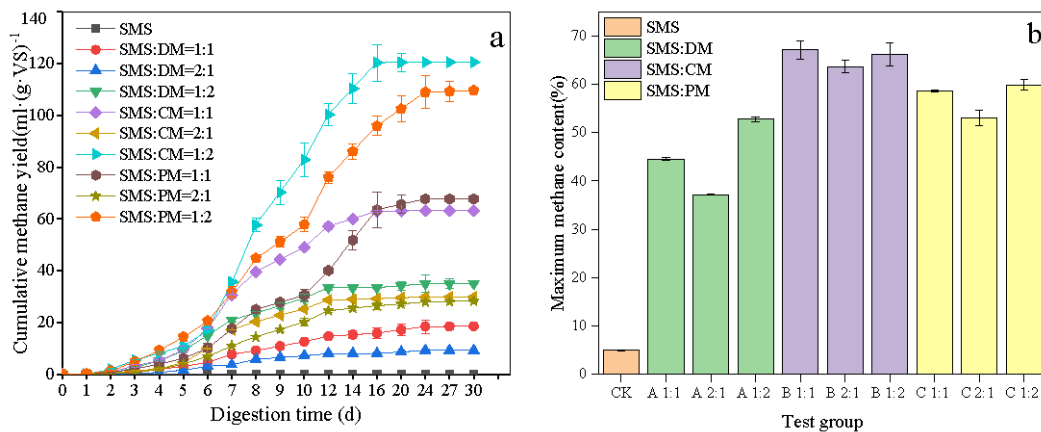 a
Cumulative methane yield(ml·(g·VS)⁻¹
140
120
100
80
60
40
20
0
SMS
SMS:DM=1:1
SMS:DM=2:1
SMS:DM=1:2
SMS:CM=1:1
SMS:CM=2:1
SMS:CM=1:2
SMS:PM=1:1
SMS:PM=2:1
SMS:PM=1:2
0 1 2 3 4 5 6 7 8 9 10 12 14 16 20 24 27 30
Digestion time (d)
b
Maximum methane content(%)
70
60
50
40
30
20
10
0
SMS
SMS:DM
SMS:CM
SMS:PM
CK A 1:1 A 2:1 A 1:2 B 1:1 B 2:1 B 1:2 C 1:1 C 2:1 C 1:2
Test group